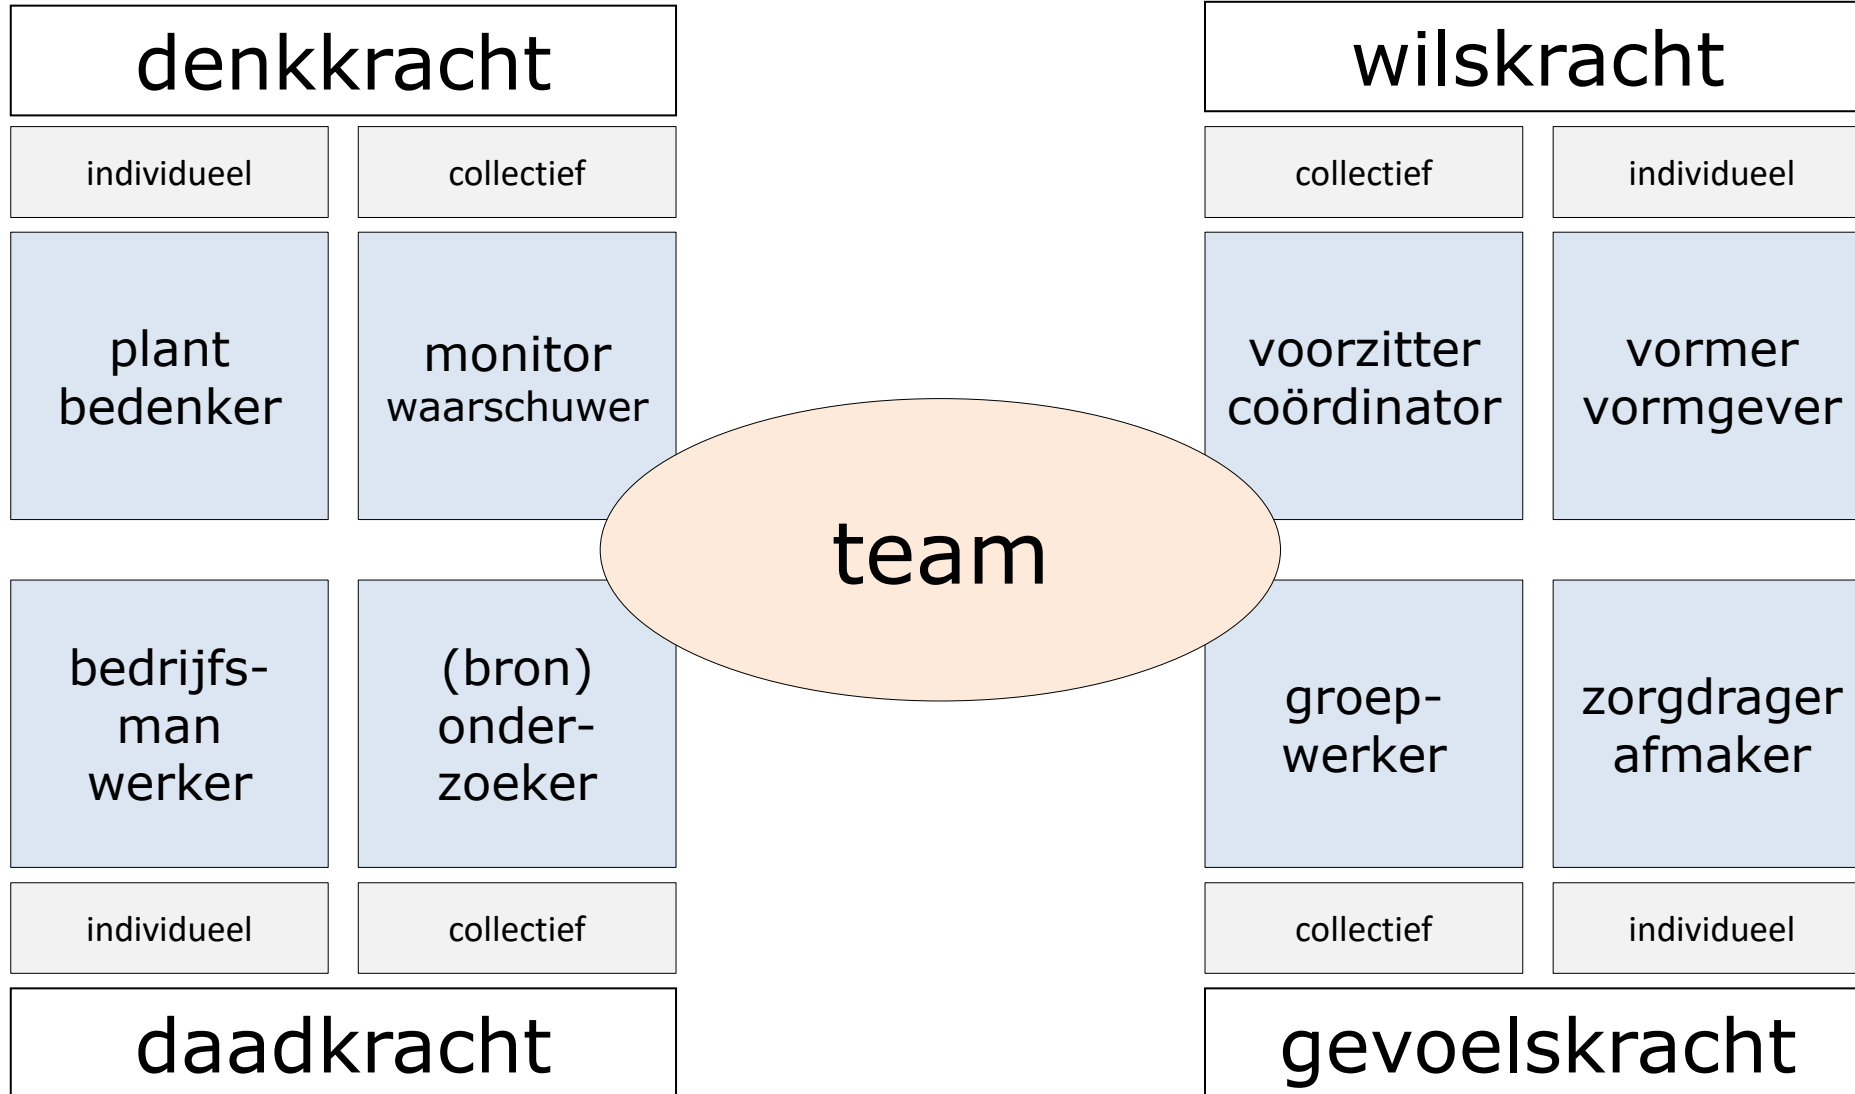 denkkracht
wilskracht
individueel
collectief
collectief
individueel
plant
bedenker
monitor
waarschuwer
voorzitter
coördinator
vormer
vormgever
team
bedrijfs-
man
werker
(bron)
onder-
zoeker
groep-
werker
zorgdrager
afmaker
individueel
collectief
collectief
individueel
daadkracht
gevoelskracht